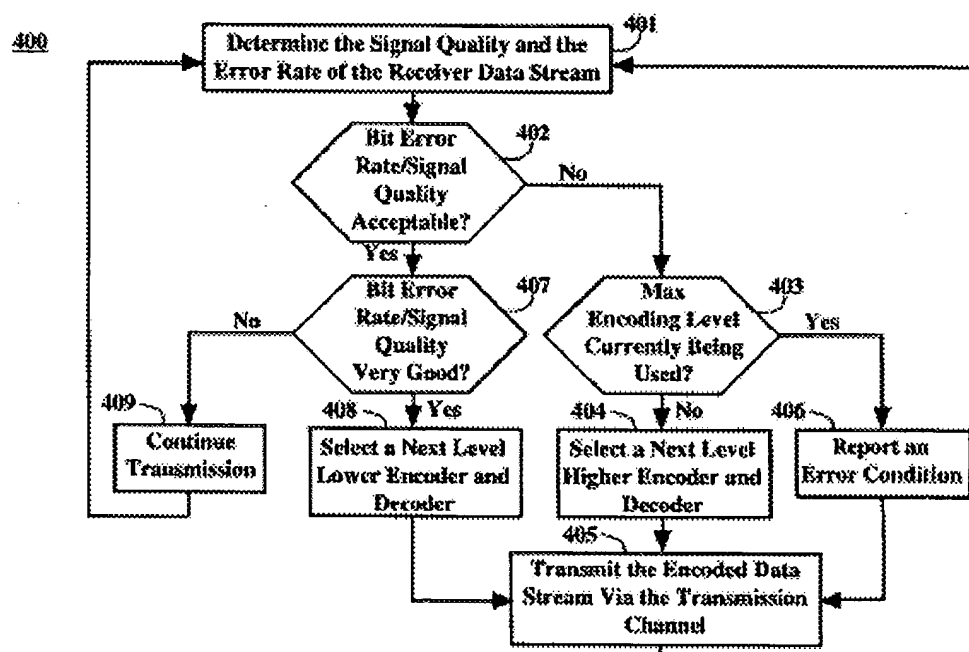 400
401
Determine the Signal Quality and the
Error Rate of the Receiver Data Stream
402
Bit Error
Rate/Signal
Quality
Acceptable?
No
Yes
407
Bit Error
Rate/Signal
Quality
Very Good?
No
403
Max
Encoding Level
Currently Being
Used?
Yes
409
Continue
Transmission
408
Yes
Select a Next Level
Lower Encoder and
Decoder
404
No
Select a Next Level
Higher Encoder and
Decoder
406
Report an
Error Condition
405
Transmit the Encoded Data
Stream Via the Transmission
Channel